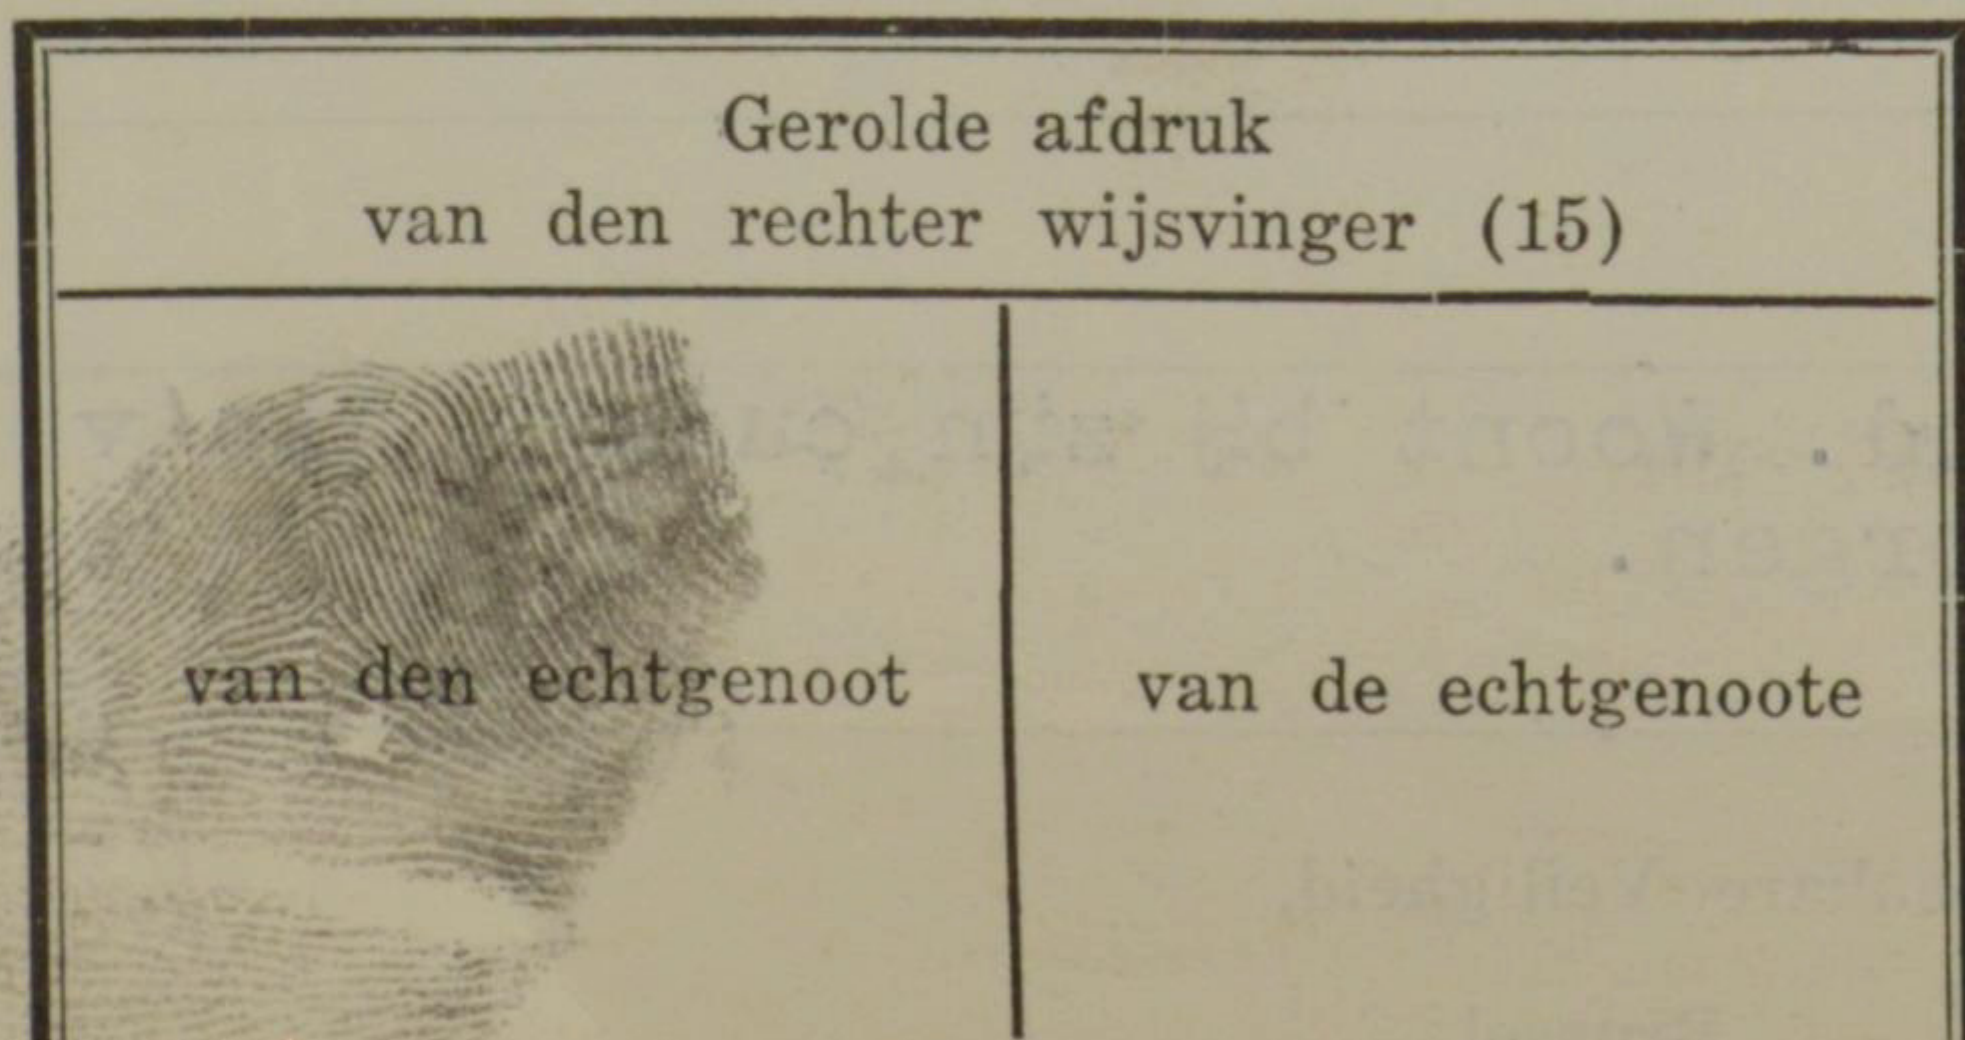 Gerolde afdruk
van den rechter wijsvinger (15)
van den echtgenoot
van de echtgenoote